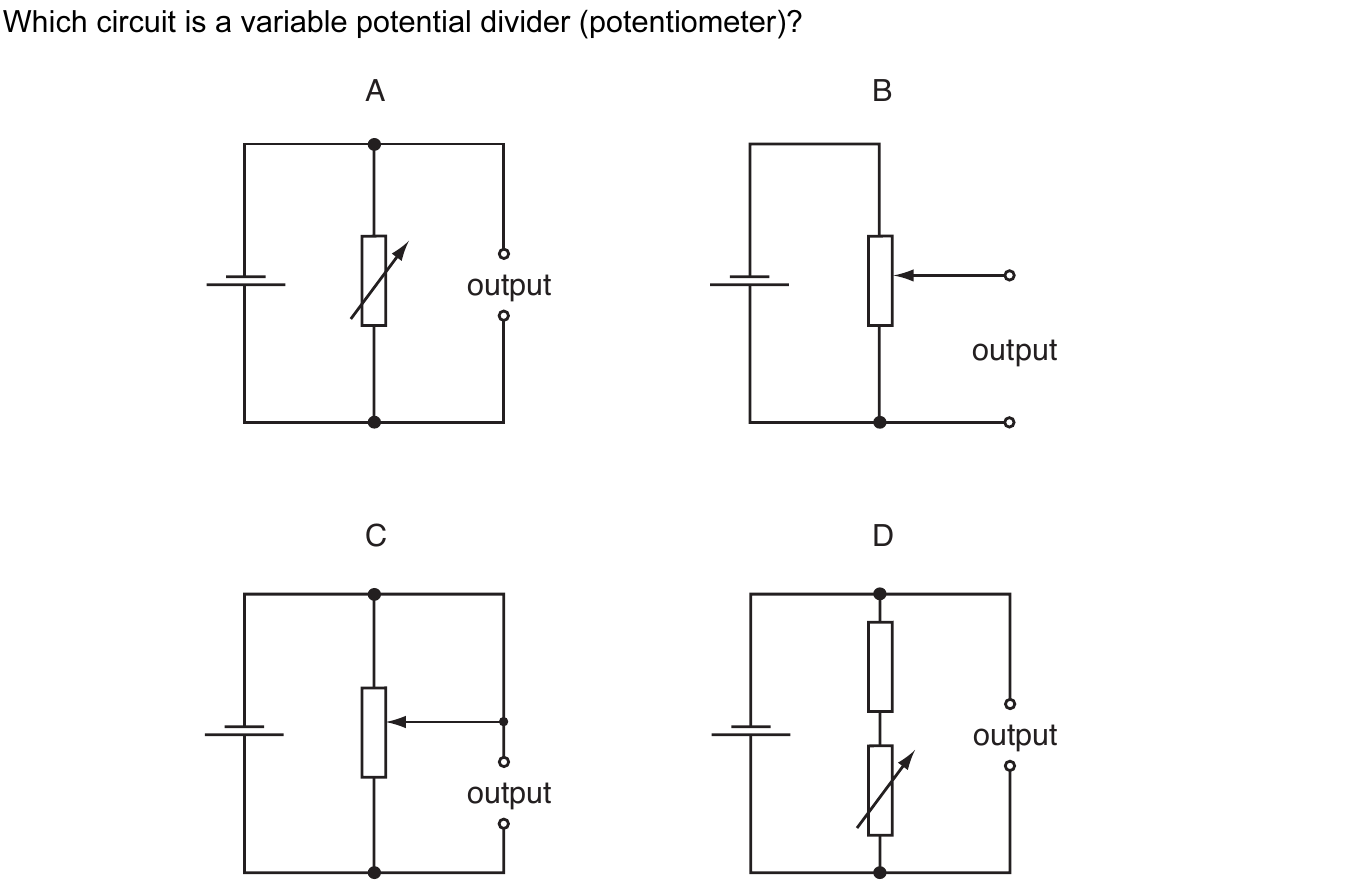 Which circuit is a variable potential divider (potentiometer)?
A
B
output
output
C
D
output
output